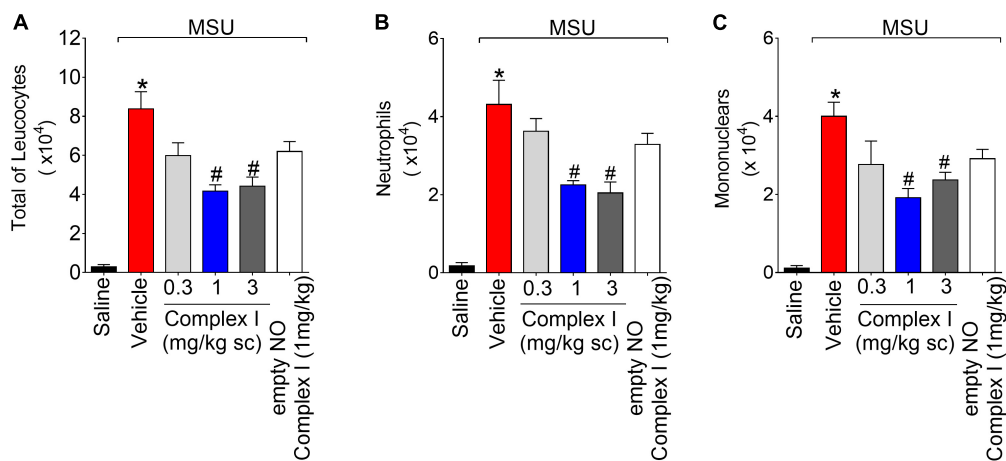 A
MSU
12
10
8
6
4
2
0
Total of Leucocytes
( x10⁴)
*
#
#
Saline
Vehicle
0.3
1
3
Complex I
(mg/kg sc)
empty NO
Complex I (1mg/kg)
B
MSU
6
4
2
0
Neutrophils
( x10⁴)
*
#
#
Saline
Vehicle
0.3
1
3
Complex I
(mg/kg sc)
empty NO
Complex I (1mg/kg)
C
MSU
6
4
2
0
Mononuclears
(x 10⁴)
*
#
#
Saline
Vehicle
0.3
1
3
Complex I
(mg/kg sc)
empty NO
Complex I (1mg/kg)